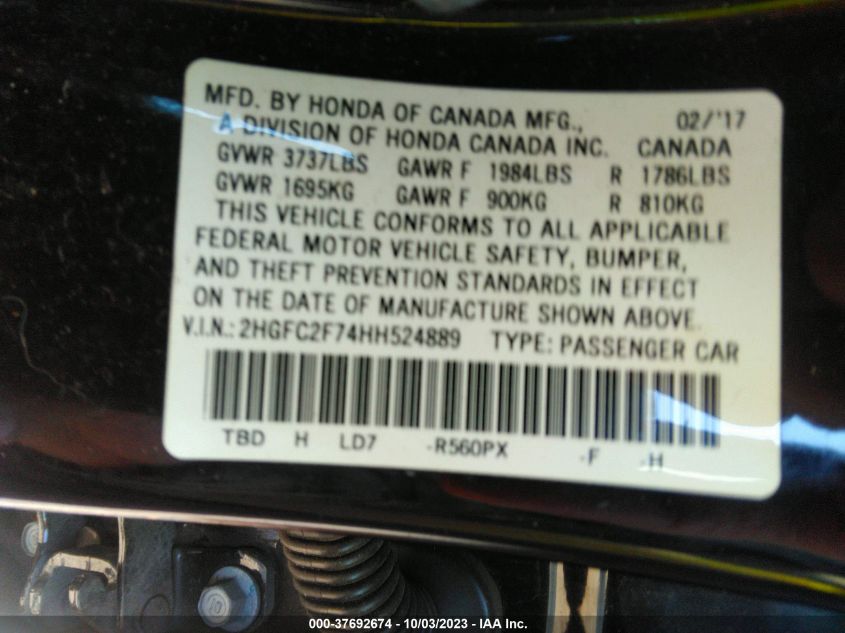 MFD. BY HONDA OF CANADA MFG., 02/'17
A DIVISION OF HONDA CANADA INC. CANADA
GVWR 3737LBS GAWR F 1984LBS R 1786LBS
GVWR 1695KG GAWR F 900KG R 810KG
THIS VEHICLE CONFORMS TO ALL APPLICABLE
FEDERAL MOTOR VEHICLE SAFETY, BUMPER,
AND THEFT PREVENTION STANDARDS IN EFFECT
ON THE DATE OF MANUFACTURE SHOWN ABOVE.
V.I.N.: 2HGFC2F74HH524889 TYPE: PASSENGER CAR
TBD H LD7 -R560PX -F -H
10
000-37692674 - 10/03/2023 - IAA Inc.